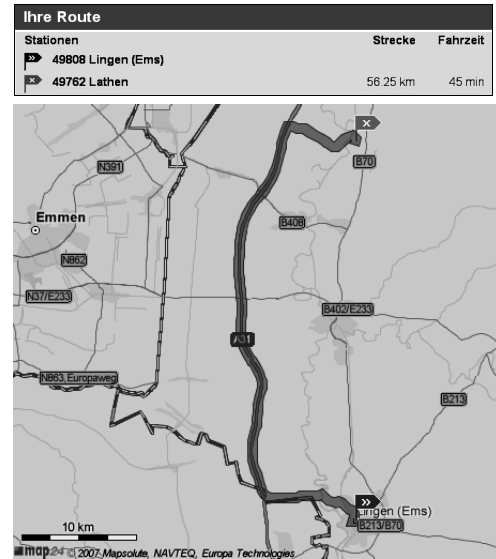 Ihre Route
Stationen Strecke Fahrzeit
49808 Lingen (Ems)
49762 Lathen 56.25 km 45 min
N391
B70
Emmen
B408
N862
N37/E233
B402/E233
A31
N863, Europaweg
B213
Lingen (Ems)
B213/B70
10 km
map24 © 2007 Mapsolute, NAVTEQ, Europa Technologies